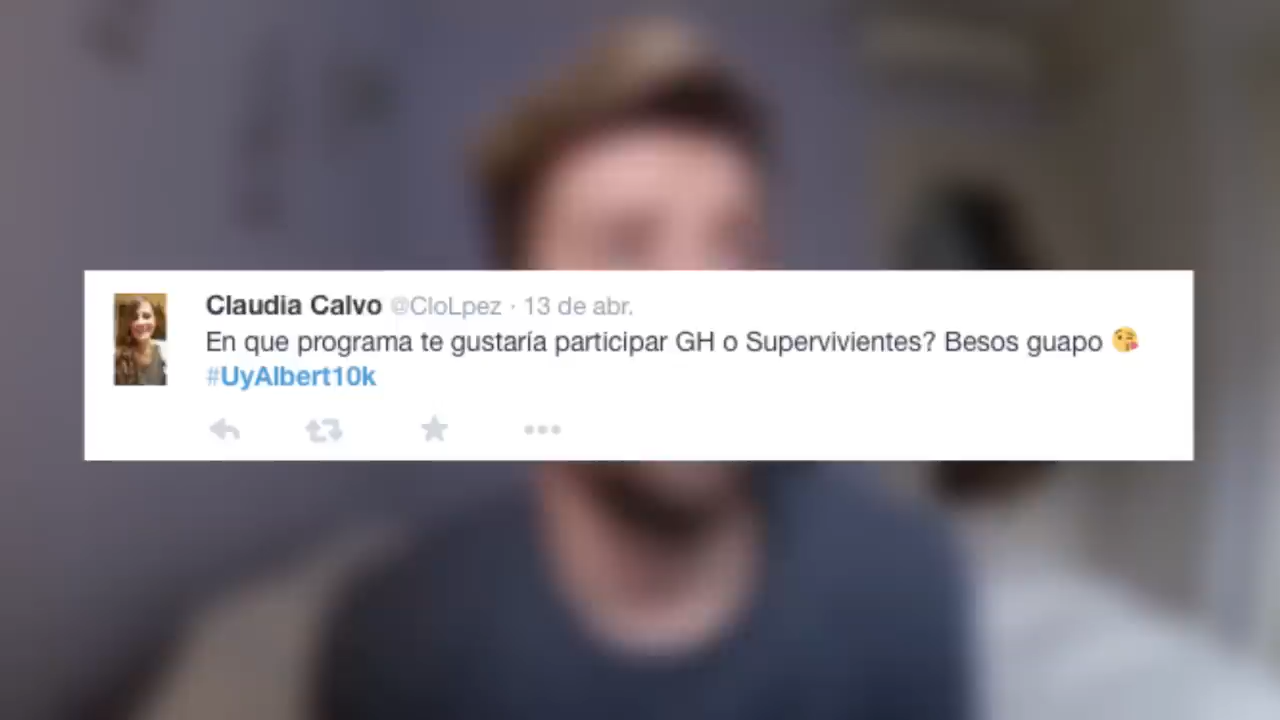 Claudia Calvo @CloLpez · 13 de abr.
En que programa te gustaría participar GH o Supervivientes? Besos guapo 😘
#UyAlbert10k